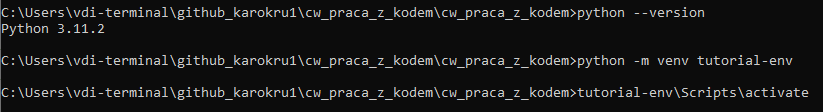 C:\Users\vdi-terminal\github_karokru1\cw_praca_z_kodem\cw_praca_z_kodem>python --version
Python 3.11.2
C:\Users\vdi-terminal\github_karokru1\cw_praca_z_kodem\cw_praca_z_kodem>python -m venv tutorial-env
C:\Users\vdi-terminal\github_karokru1\cw_praca_z_kodem\cw_praca_z_kodem>tutorial-env\Scripts\activate